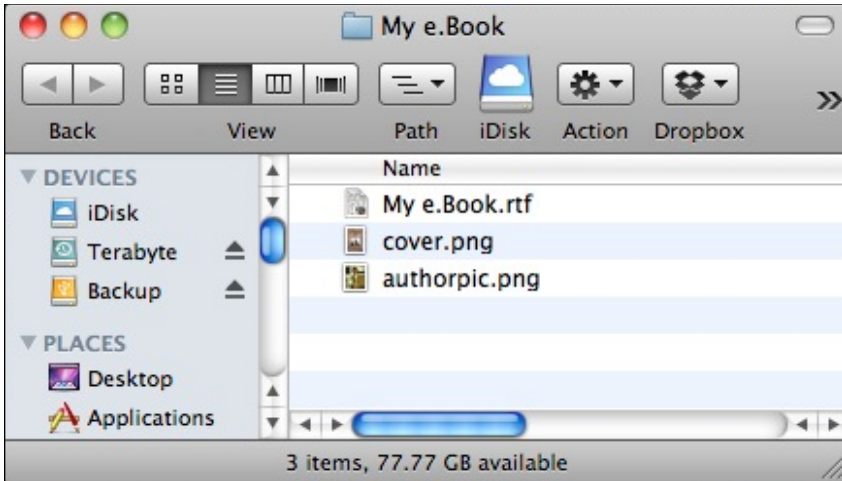 My e.Book
Back View Path iDisk Action Dropbox »
DEVICES
iDisk
Terabyte
Backup
PLACES
Desktop
Applications
Name
My e.Book.rtf
cover.png
authorpic.png
3 items, 77.77 GB available